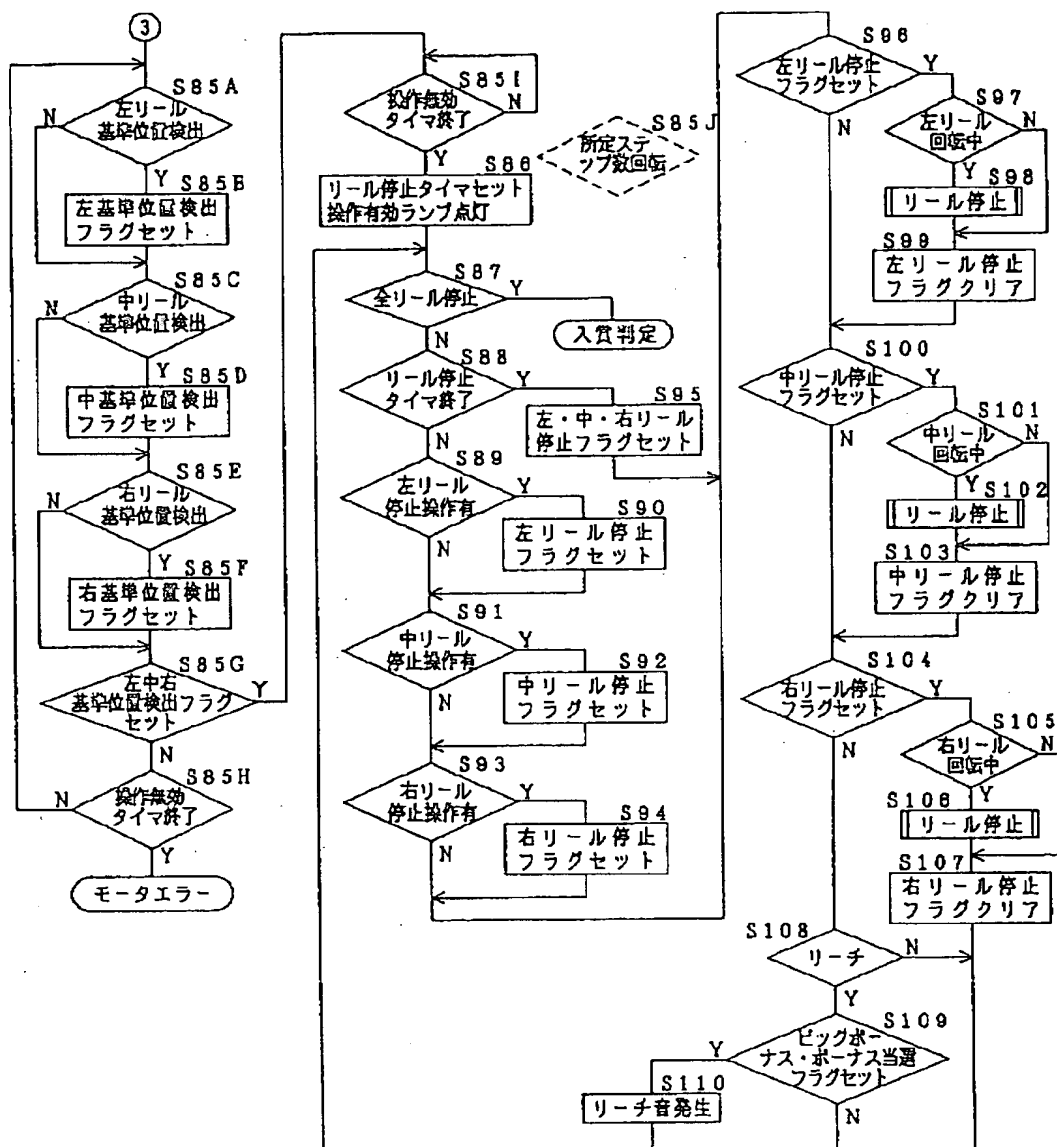 3
S85A
左リール
基準位置検出
N
Y
S85B
左基準位置検出
フラグセット
S85C
中リール
基準位置検出
N
Y
S85D
中基準位置検出
フラグセット
S85E
右リール
基準位置検出
N
Y
S85F
右基準位置検出
フラグセット
S85G
左中右
基準位置検出フラグ
セット
Y
N
S85H
操作無効
タイマ終了
N
Y
モータエラー
S85I
操作無効
タイマ終了
N
Y
S85J
所定ステ
ップ数回転
S86
リール停止タイマセット
操作有効ランプ点灯
S87
全リール停止
Y
入賞判定
N
S88
リール停止
タイマ終了
Y
S95
左・中・右リール
停止フラグセット
N
S89
左リール
停止操作有
Y
S90
左リール停止
フラグセット
N
S91
中リール
停止操作有
Y
S92
中リール停止
フラグセット
N
S93
右リール
停止操作有
Y
S94
右リール停止
フラグセット
N
S96
左リール停止
フラグセット
Y
N
S97
左リール
回転中
N
Y
S98
リール停止
S99
左リール停止
フラグクリア
S100
中リール停止
フラグセット
Y
N
S101
中リール
回転中
N
Y
S102
リール停止
S103
中リール停止
フラグクリア
S104
右リール停止
フラグセット
Y
N
S105
右リール
回転中
N
Y
S106
リール停止
S107
右リール停止
フラグクリア
S108
リーチ
N
Y
S109
ビッグボー
ナス・ボーナス当選
フラグセット
Y
N
S110
リーチ音発生